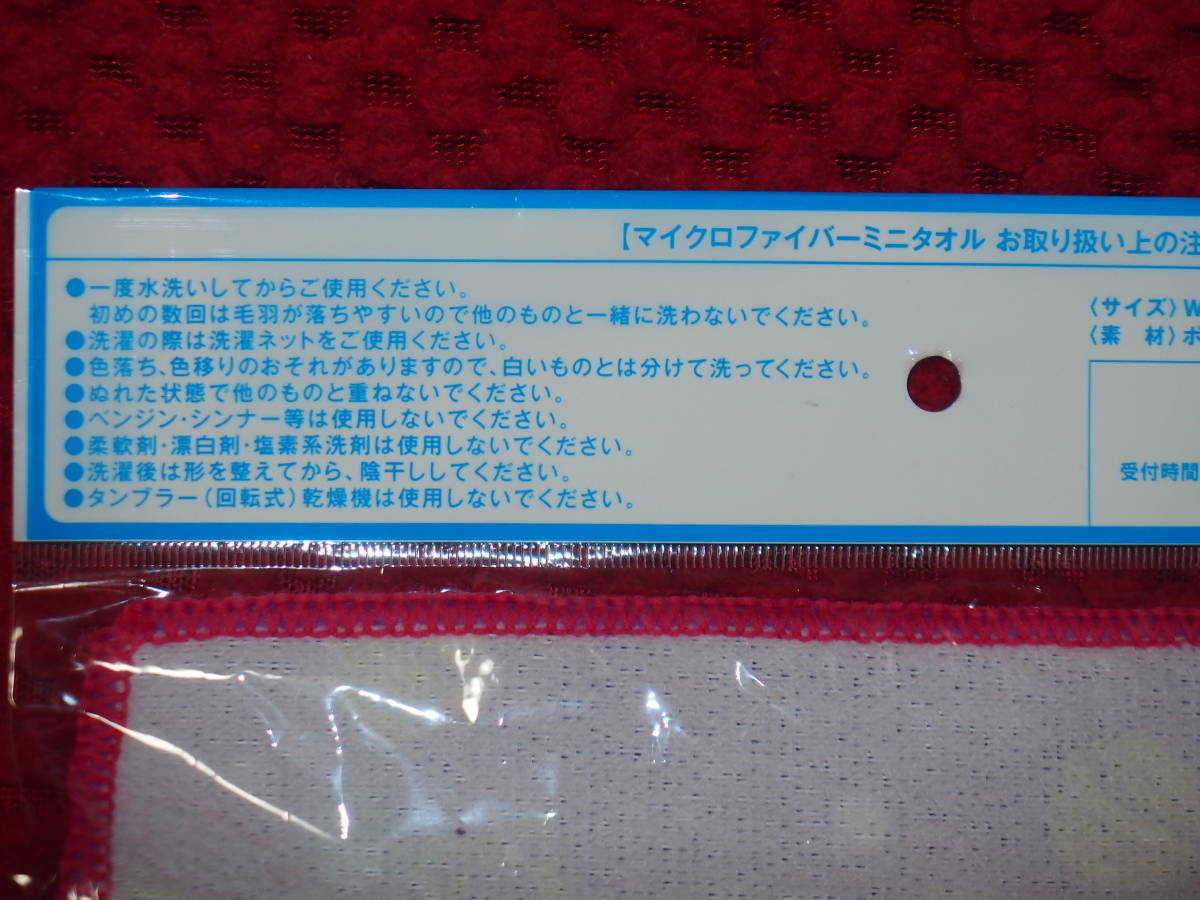 【マイクロファイバーミニタオル お取り扱い上の注
●一度水洗いしてからご使用ください。
初めの数回は毛羽が落ちやすいので他のものと一緒に洗わないでください。
●洗濯の際は洗濯ネットをご使用ください。
●色落ち、色移りのおそれがありますので、白いものとは分けて洗ってください。
●ぬれた状態で他のものと重ねないでください。
●ベンジン・シンナー等は使用しないでください。
●柔軟剤・漂白剤・塩素系洗剤は使用しないでください。
●洗濯後は形を整えてから、陰干ししてください。
●タンブラー(回転式)乾燥機は使用しないでください。
〈サイズ〉W
〈素　材〉ポ
受付時間